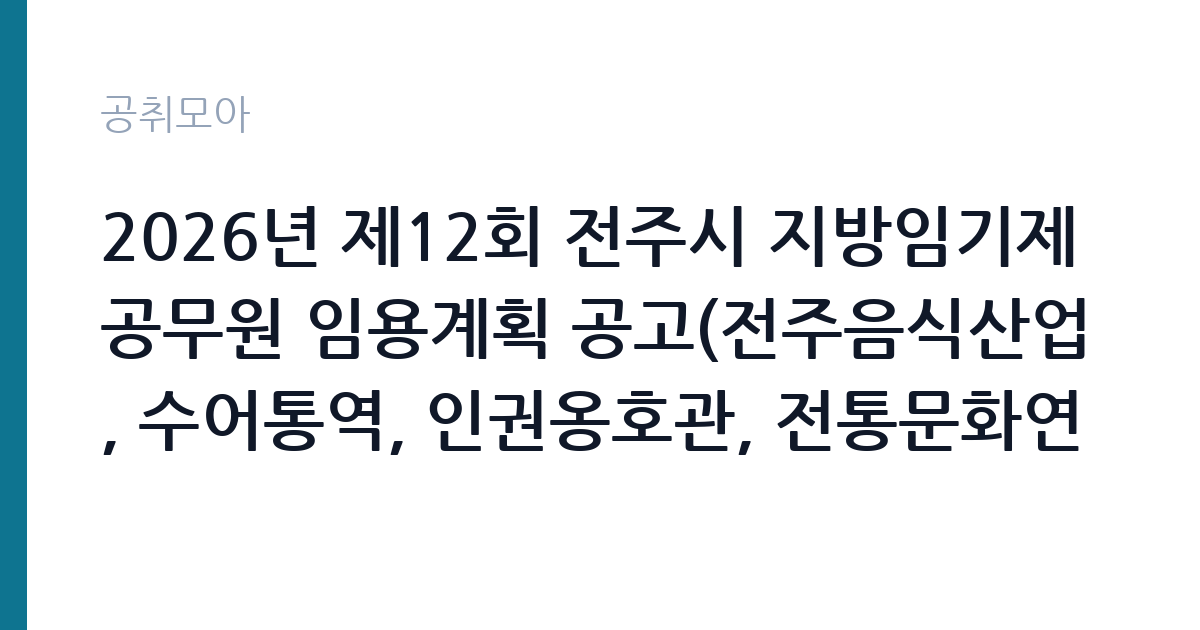 공취모아
2026년 제12회 전주시 지방임기제
공무원 임용계획 공고(전주음식산업
, 수어통역, 인권옹호관, 전통문화연